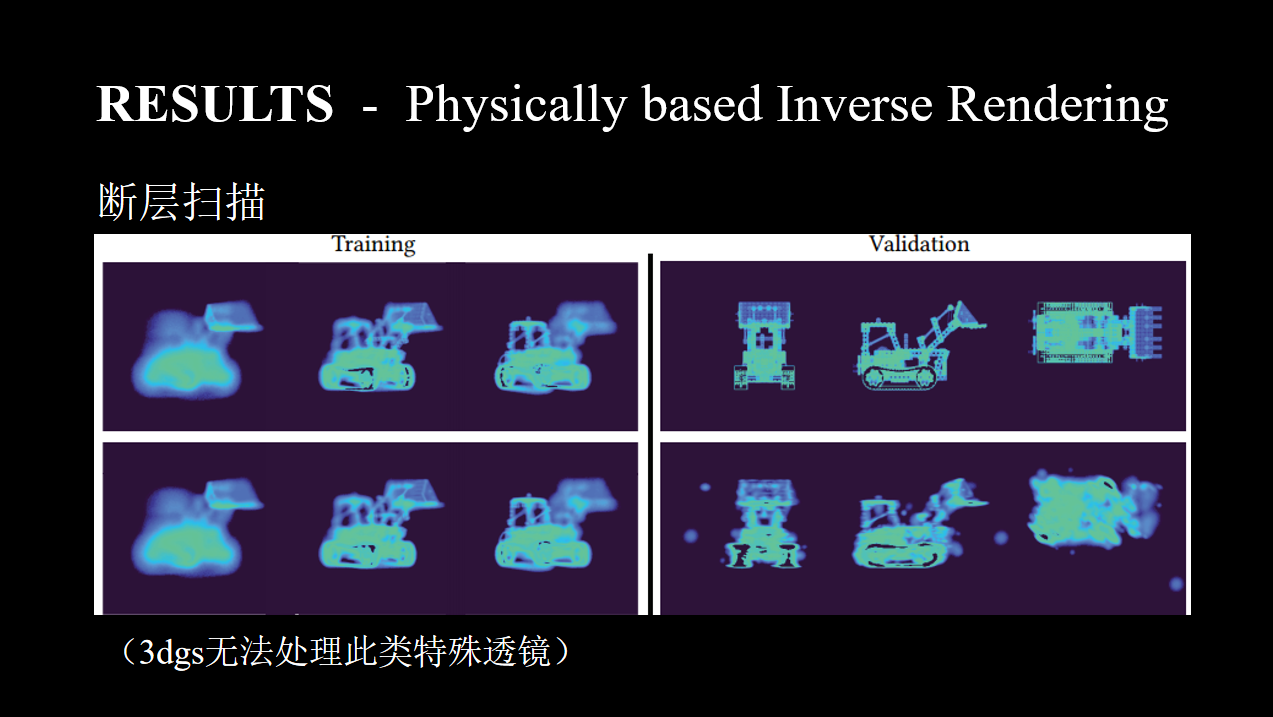 RESULTS - Physically based Inverse Rendering
断层扫描
Training
Validation
（3dgs无法处理此类特殊透镜）